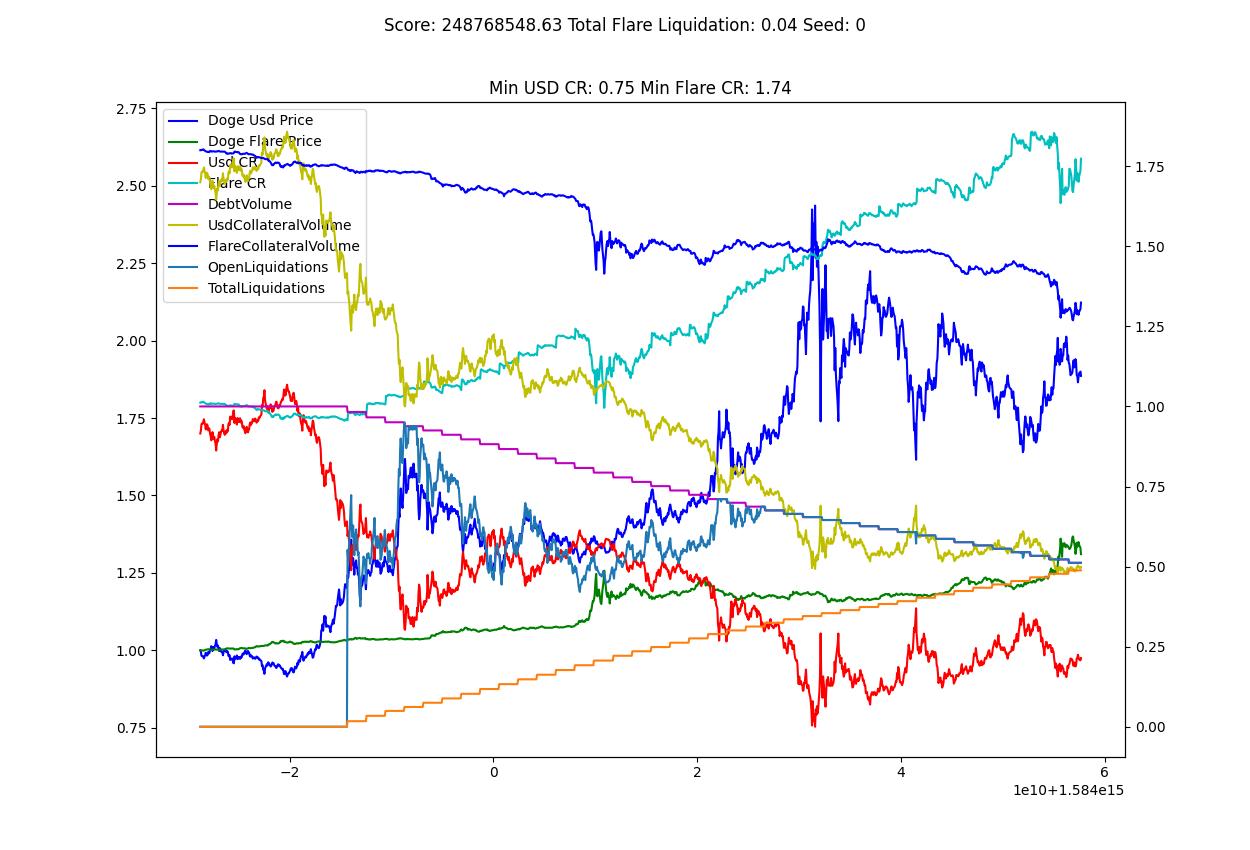 Score: 248768548.63 Total Flare Liquidation: 0.04 Seed: 0
Min USD CR: 0.75 Min Flare CR: 1.74
2.75
2.50
2.25
2.00
1.75
1.50
1.25
1.00
0.75
Doge Usd Price
Doge Flare Price
Usd CR
Flare CR
DebtVolume
UsdCollateralVolume
FlareCollateralVolume
OpenLiquidations
TotalLiquidations
1.75
1.50
1.25
1.00
0.75
0.50
0.25
0.00
−2 0 2 4 6
1e10+1.584e15